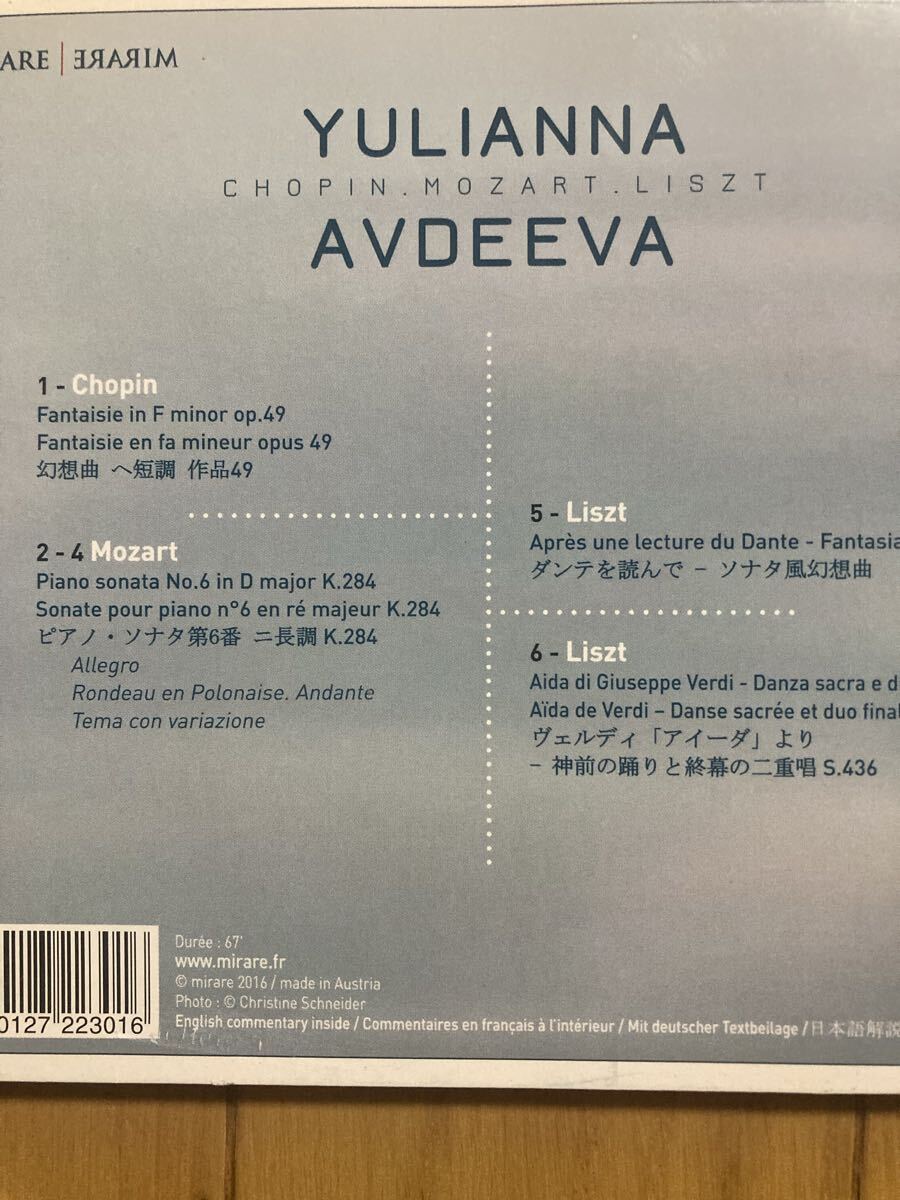 ARE | MIRARE
YULIANNA
CHOPIN.MOZART.LISZT
AVDEEVA
1 - Chopin
Fantaisie in F minor op.49
Fantaisie en fa mineur opus 49
幻想曲 ヘ短調 作品49
2 - 4 Mozart
Piano sonata No.6 in D major K.284
Sonate pour piano n°6 en ré majeur K.284
ピアノ・ソナタ第6番 ニ長調 K.284
Allegro
Rondeau en Polonaise. Andante
Tema con variazione
5 - Liszt
Après une lecture du Dante - Fantasia
ダンテを読んで － ソナタ風幻想曲
6 - Liszt
Aida di Giuseppe Verdi - Danza sacra e d
Aïda de Verdi – Danse sacrée et duo final
ヴェルディ「アイーダ」より
－ 神前の踊りと終幕の二重唱 S.436
0127 223016
Durée : 67'
www.mirare.fr
© mirare 2016 / made in Austria
Photo : © Christine Schneider
English commentary inside / Commentaires en français à l'intérieur / Mit deutscher Textbeilage / 日本語解説